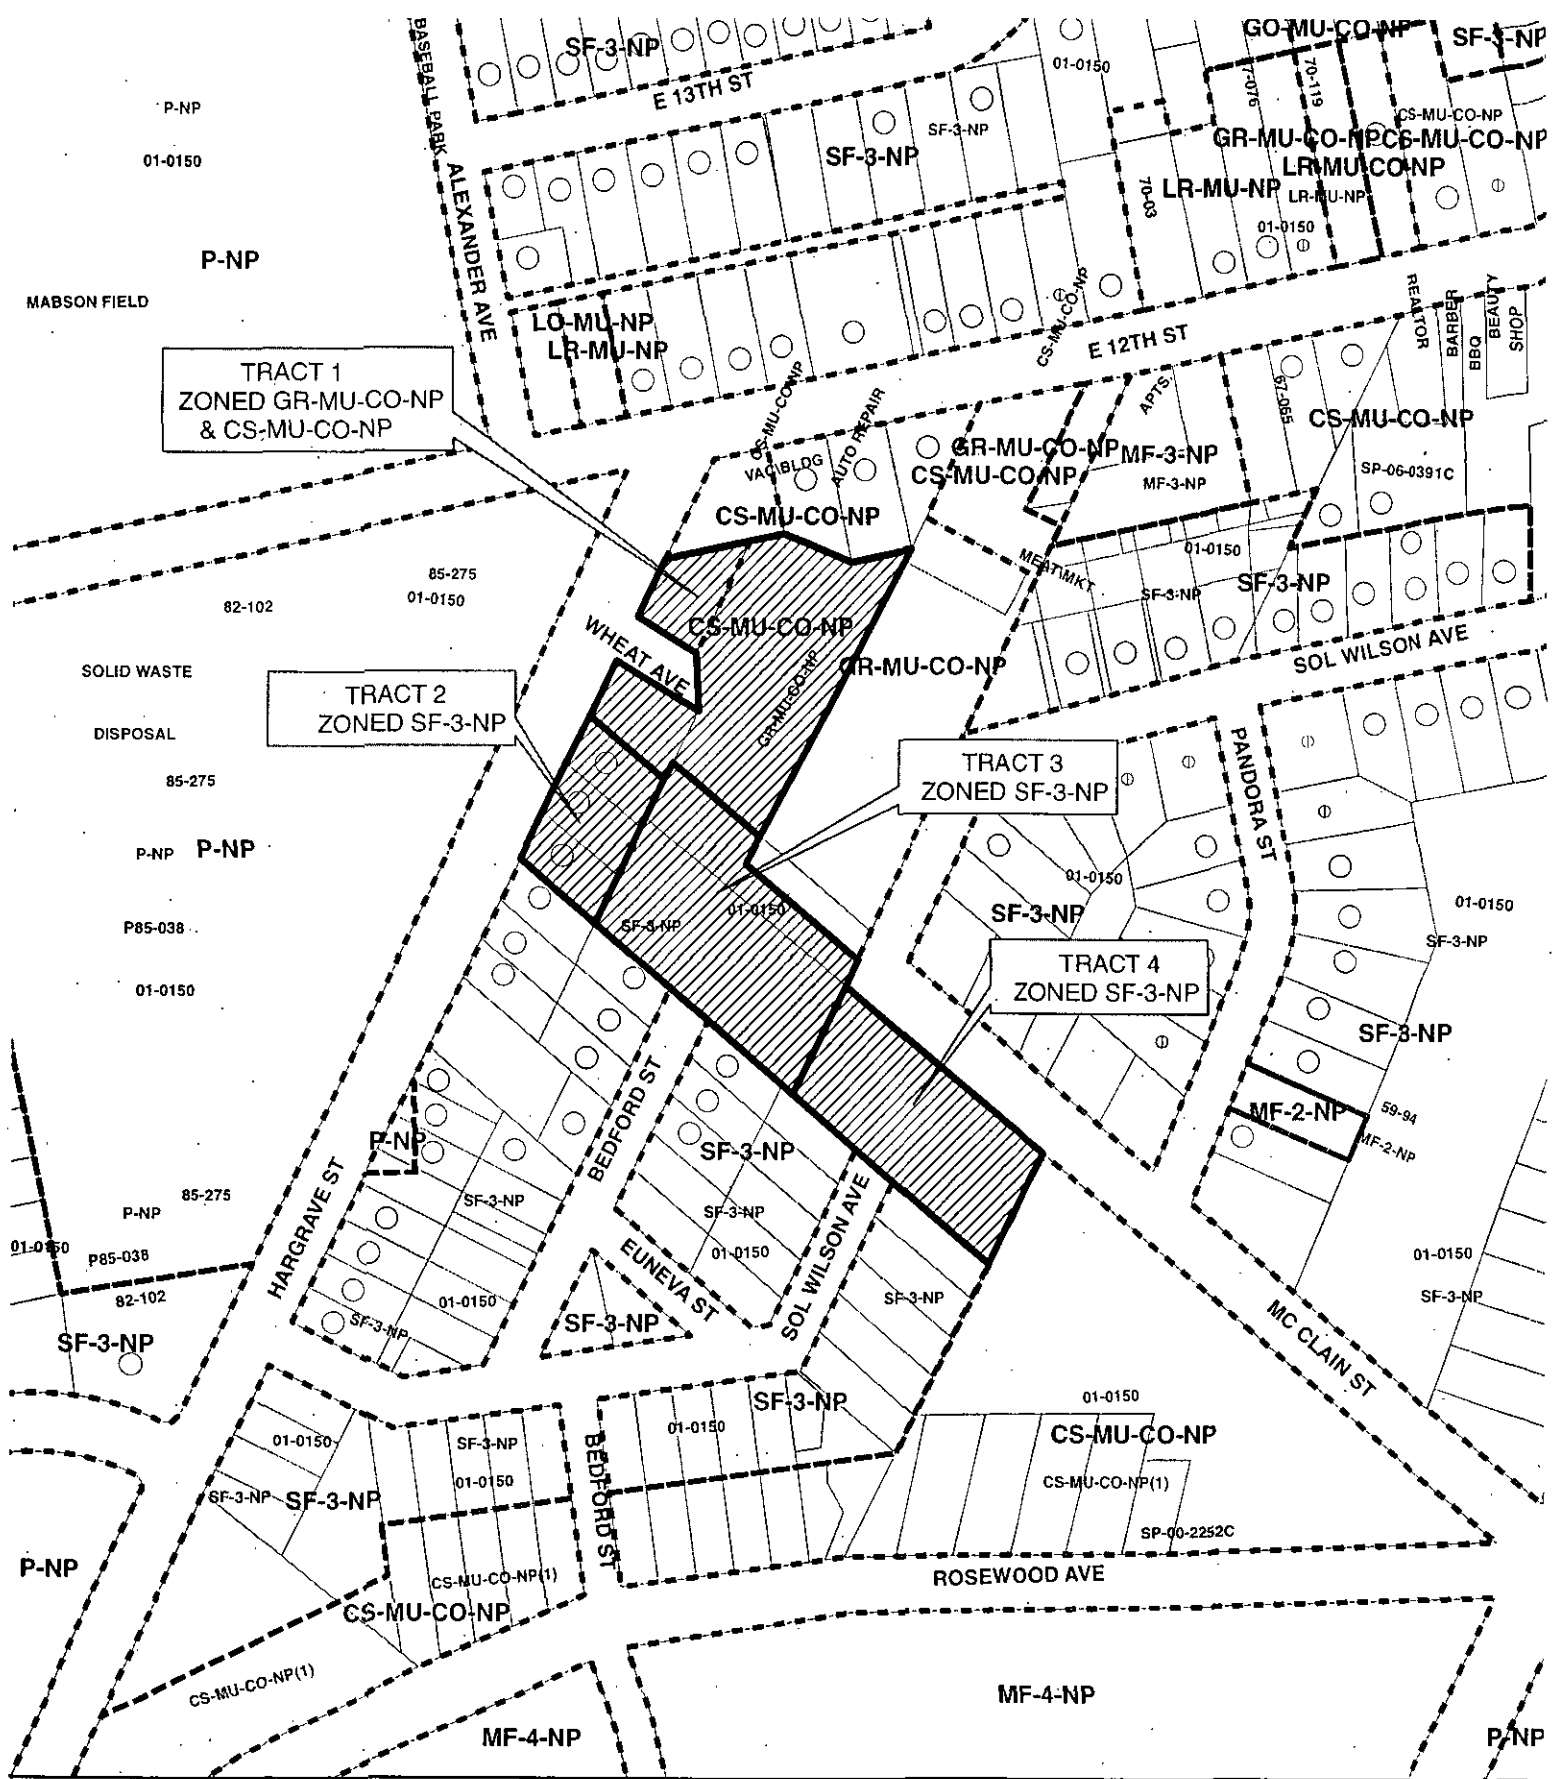 BASEBALL PARK
SF-3-NP
E 13TH ST
01-0150
GO-MU-CO-NP
SF-3-NP
P-NP
01-0150
SF-3-NP
SF-3-NP
70-119
CS-MU-CO-NP
GR-MU-CO-NP
CS-MU-CO-NP
LR-MU-CO-NP
LR-MU-NP
LR-MU-NP
70-03
01-0150
ALEXANDER AVE
P-NP
MABSON FIELD
LO-MU-NP
LR-MU-NP
CS-MU-CO-NP
E 12TH ST
REALTOR
BARBER
BBQ
BEAUTY
SHOP
TRACT 1
ZONED GR-MU-CO-NP
& CS-MU-CO-NP
CS-MU-CO-NP
VAC\BLDG
AUTO REPAIR
GR-MU-CO-NP
CS-MU-CO-NP
APTS
MF-3-NP
MF-3-NP
67-065
CS-MU-CO-NP
SP-06-0391C
CS-MU-CO-NP
85-275
01-0150
82-102
MEAT\MKT
01-0150
SF-3-NP
SF-3-NP
WHEAT AVE
CS-MU-CO-NP
GR-MU-CO-NP
GR-MU-CO-NP
SOL WILSON AVE
SOLID WASTE
DISPOSAL
TRACT 2
ZONED SF-3-NP
85-275
P-NP
P-NP
TRACT 3
ZONED SF-3-NP
PANDORA ST
01-0150
SF-3-NP
01-0150
SF-3-NP
P85-038
01-0150
SF-3-NP
01-0150
TRACT 4
ZONED SF-3-NP
SF-3-NP
MF-2-NP
59-94
MF-2-NP
P-NP
HARGRAVE ST
BEDFORD ST
SF-3-NP
SF-3-NP
SF-3-NP
01-0150
85-275
P-NP
01-0150
P85-038
82-102
SF-3-NP
EUNEVA ST
SOL WILSON AVE
SF-3-NP
SF-3-NP
01-0150
SF-3-NP
01-0150
SF-3-NP
MC CLAIN ST
01-0150
CS-MU-CO-NP
CS-MU-CO-NP(1)
SP-00-2252C
SF-3-NP
01-0150
01-0150
SF-3-NP
01-0150
SF-3-NP
SF-3-NP
BEDFORD ST
P-NP
CS-MU-CO-NP(1)
CS-MU-CO-NP
ROSEWOOD AVE
CS-MU-CO-NP(1)
MF-4-NP
MF-4-NP
P-NP